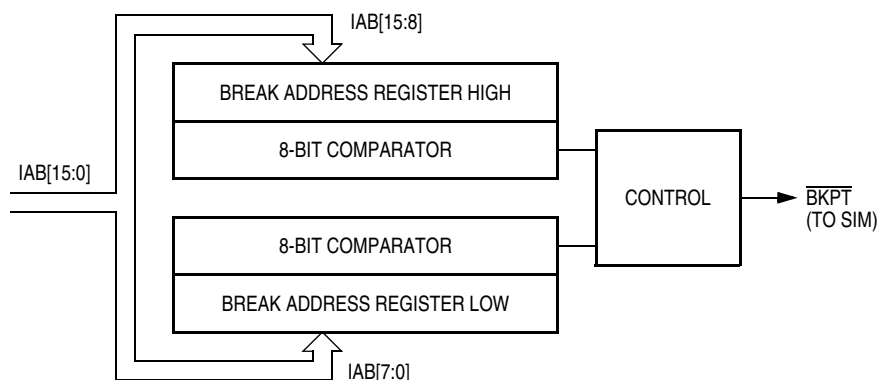 IAB[15:8]
BREAK ADDRESS REGISTER HIGH
8-BIT COMPARATOR
IAB[15:0]
CONTROL
BKPT
(TO SIM)
8-BIT COMPARATOR
BREAK ADDRESS REGISTER LOW
IAB[7:0]